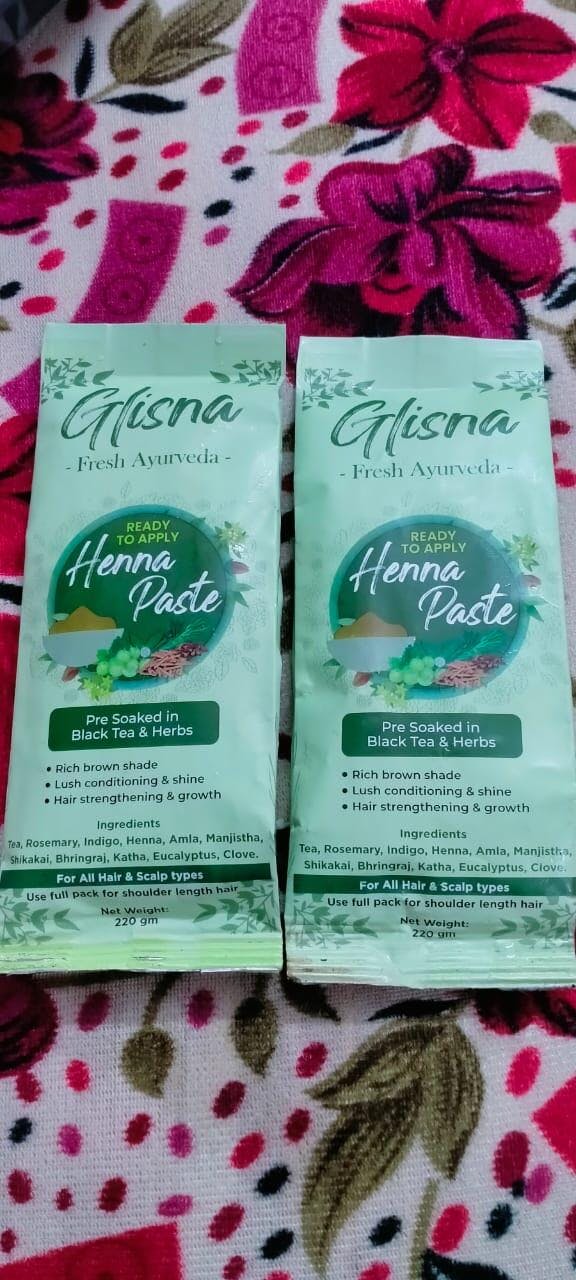 Glisna
- Fresh Ayurveda -
READY
TO APPLY
Henna
Paste
Pre Soaked in
Black Tea & Herbs
• Rich brown shade
• Lush conditioning & shine
• Hair strengthening & growth
Ingredients
Tea, Rosemary, Indigo, Henna, Amla, Manjistha,
Shikakai, Bhringraj, Katha, Eucalyptus, Clove.
For All Hair & Scalp types
Use full pack for shoulder length hair
Net Weight:
220 gm
Glisna
- Fresh Ayurveda -
READY
TO APPLY
Henna
Paste
Pre Soaked in
Black Tea & Herbs
• Rich brown shade
• Lush conditioning & shine
• Hair strengthening & growth
Ingredients
Tea, Rosemary, Indigo, Henna, Amla, Manjistha,
Shikakai, Bhringraj, Katha, Eucalyptus, Clove.
For All Hair & Scalp types
Use full pack for shoulder length hair
Net Weight:
220 gm